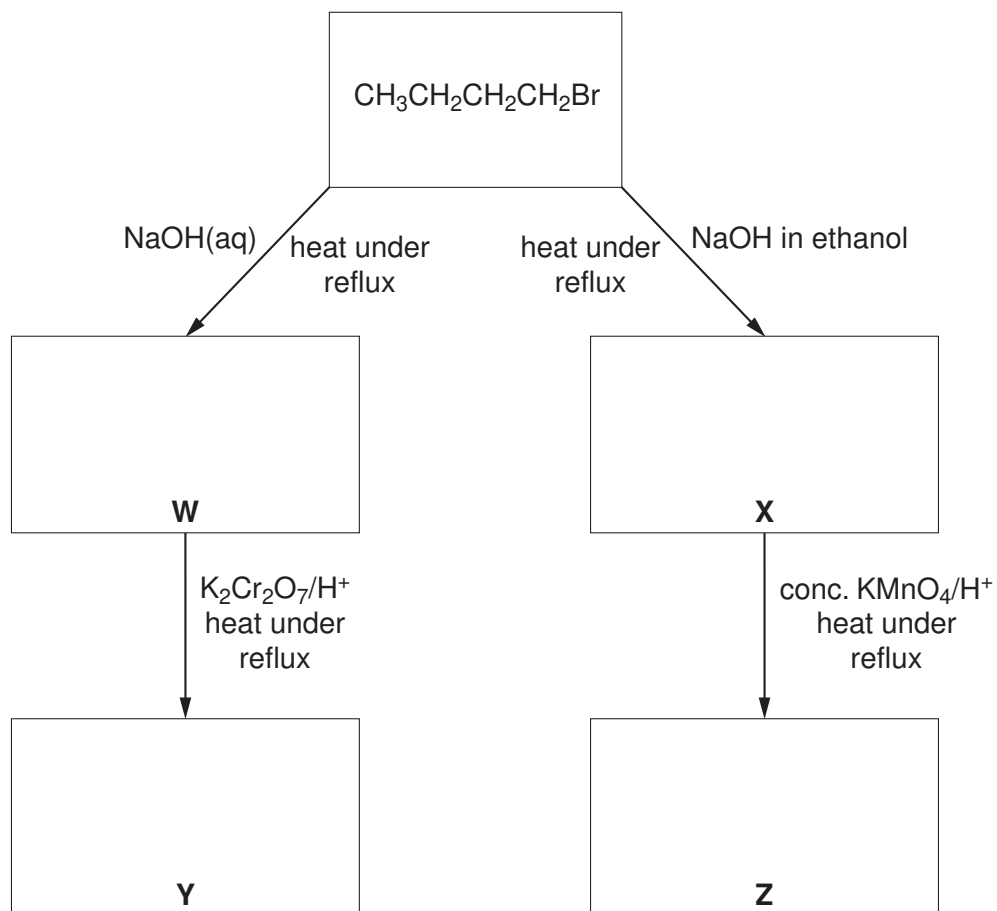 CH₃CH₂CH₂CH₂Br
NaOH(aq)
heat under
reflux
heat under
reflux
NaOH in ethanol
W
X
K₂Cr₂O₇/H⁺
heat under
reflux
conc. KMnO₄/H⁺
heat under
reflux
Y
Z